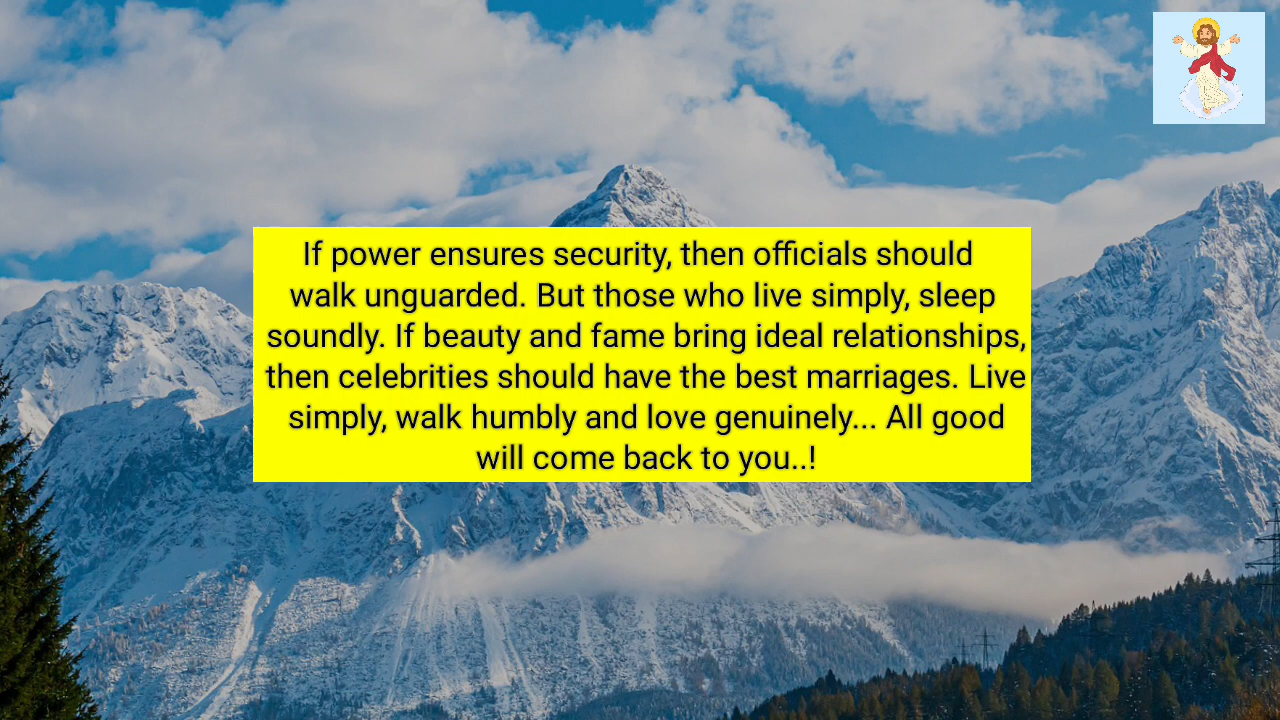 If power ensures security, then officials should
walk unguarded. But those who live simply, sleep
soundly. If beauty and fame bring ideal relationships,
then celebrities should have the best marriages. Live
simply, walk humbly and love genuinely... All good
will come back to you..!